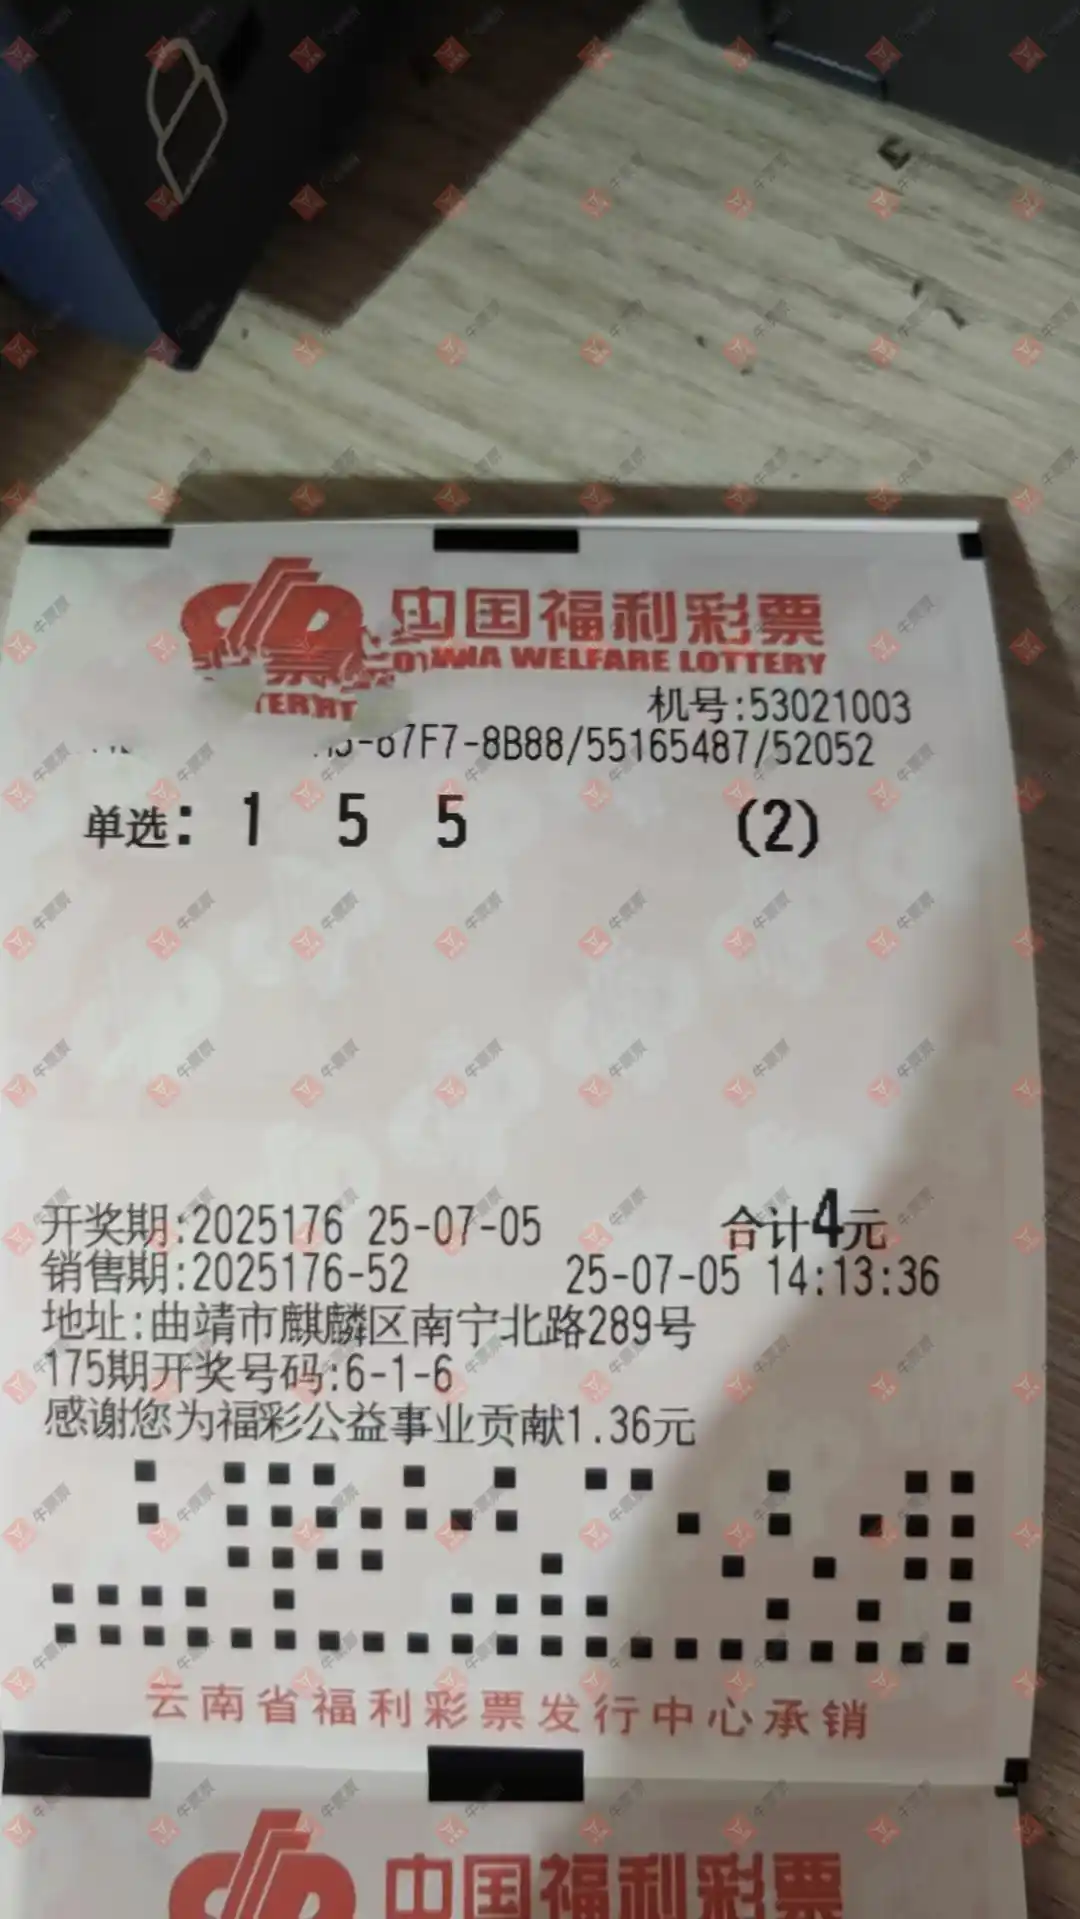 中国福利彩票
CHINA WELFARE LOTTERY
机号:53021003
-67F7-8B88/55165487/52052
单选: 1 5 5 (2)
开奖期:2025176 25-07-05 合计4元
销售期:2025176-52 25-07-05 14:13:36
地址:曲靖市麒麟区南宁北路289号
175期开奖号码:6-1-6
感谢您为福彩公益事业贡献1.36元
云南省福利彩票发行中心承销
中国福利彩票
牛票票